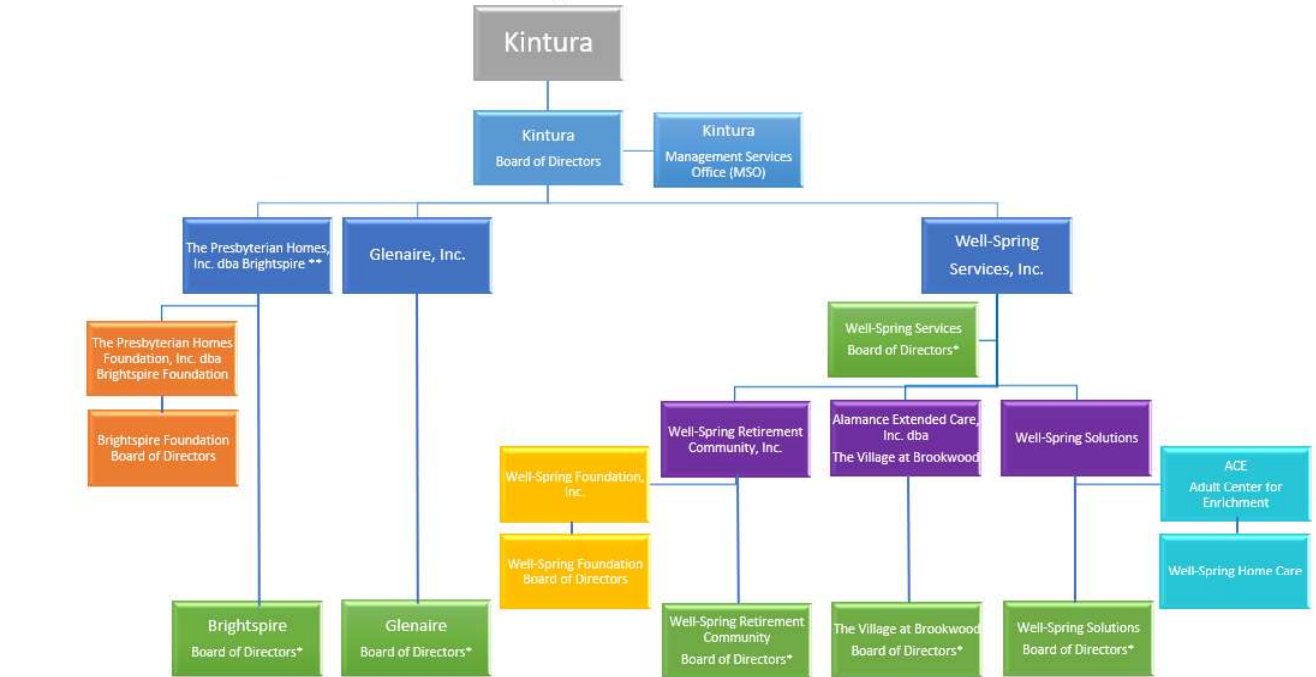 Kintura
Kintura
Board of Directors
Kintura
Management Services
Office (MSO)
The Presbyterian Homes,
Inc. dba Brightspire **
Glenaire, Inc.
Well-Spring
Services, Inc.
Well-Spring Services
Board of Directors*
The Presbyterian Homes
Foundation, Inc. dba
Brightspire Foundation
Brightspire Foundation
Board of Directors
Well-Spring Retirement
Community, Inc.
Alamance Extended Care,
Inc. dba
The Village at Brookwood
Well-Spring Solutions
Well-Spring Foundation,
Inc.
ACE
Adult Center for
Enrichment
Well-Spring Foundation
Board of Directors
Well-Spring Home Care
Brightspire
Board of Directors*
Glenaire
Board of Directors*
Well-Spring Retirement
Community
Board of Directors*
The Village at Brookwood
Board of Directors*
Well-Spring Solutions
Board of Directors*